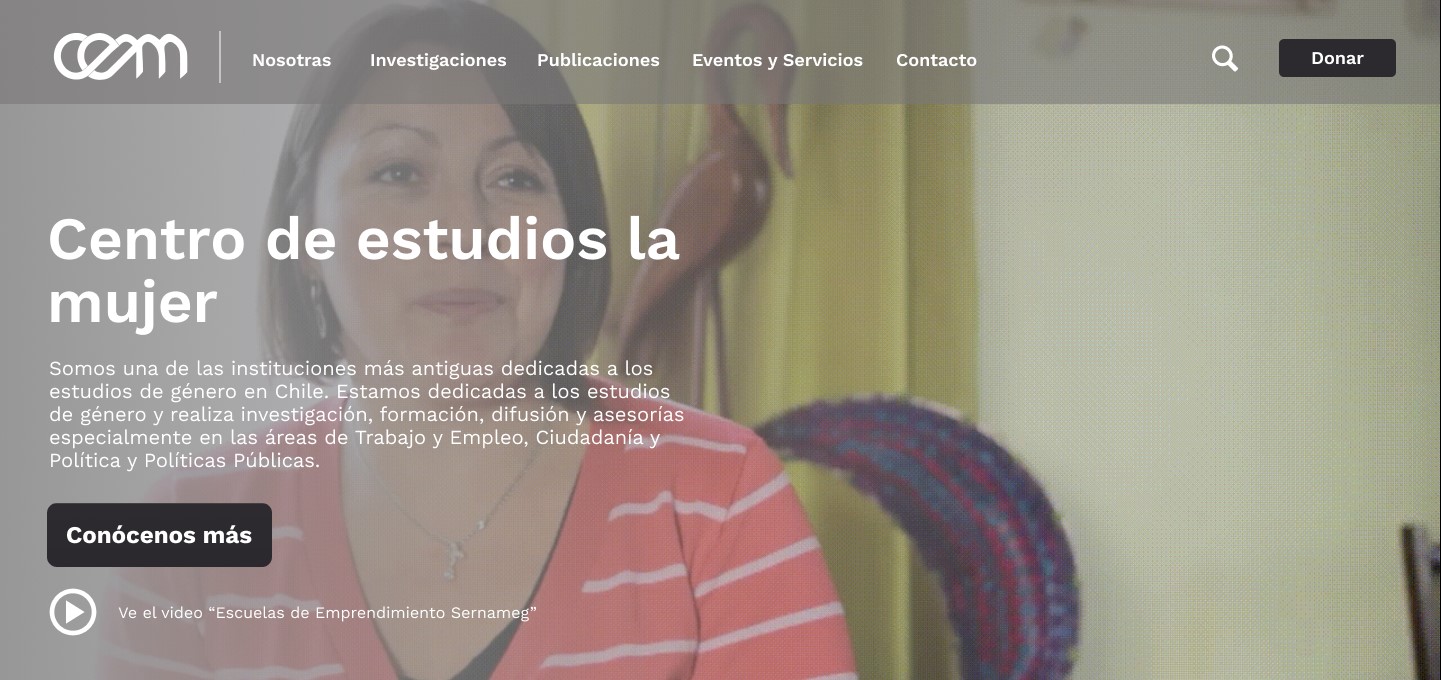 cem
Nosotras
Investigaciones
Publicaciones
Eventos y Servicios
Contacto
Donar
Centro de estudios la
mujer
Somos una de las instituciones más antiguas dedicadas a los
estudios de género en Chile. Estamos dedicadas a los estudios
de género y realiza investigación, formación, difusión y asesorías
especialmente en las áreas de Trabajo y Empleo, Ciudadanía y
Política y Políticas Públicas.
Conócenos más
Ve el video “Escuelas de Emprendimiento Sernameg”